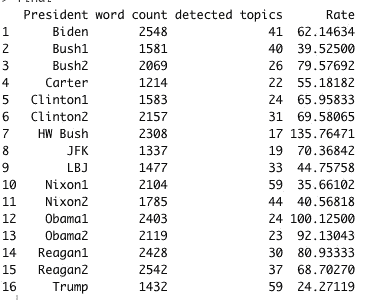 President word count detected topics Rate
1 Biden 2548 41 62.14634
2 Bush1 1581 40 39.52500
3 Bush2 2069 26 79.57692
4 Carter 1214 22 55.18182
5 Clinton1 1583 24 65.95833
6 Clinton2 2157 31 69.58065
7 HW Bush 2308 17 135.76471
8 JFK 1337 19 70.36842
9 LBJ 1477 33 44.75758
10 Nixon1 2104 59 35.66102
11 Nixon2 1785 44 40.56818
12 Obama1 2403 24 100.12500
13 Obama2 2119 23 92.13043
14 Reagan1 2428 30 80.93333
15 Reagan2 2542 37 68.70270
16 Trump 1432 59 24.27119